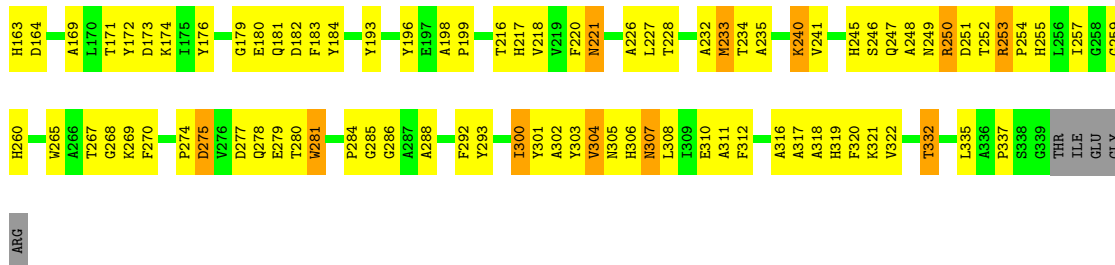 H163 D164 A169 L170 T171 Y172 D173 K174 I175 Y176 G179 E180 Q181 D182 F183 Y184 Y193 Y196 E197 A198 P199 T216 H217 V218 V219 F220 N221 A226 L227 T228 A232 M233 T234 A235 K240 V241 H245 S246 Q247 A248 N249 R250 D251 T252 R253 P254 H255 L256 I257 G258
H260 W265 A266 T267 G268 K269 F270 P274 D275 V276 D277 Q278 E279 T280 W281 P284 G285 G286 A287 A288 F292 Y293 I300 Y301 A302 Y303 V304 N305 H306 N307 L308 I309 E310 A311 F312 A316 A317 A318 H319 F320 K321 V322 T332 L335 A336 P337 S338 G339 THR ILE GLU GLY
ARG